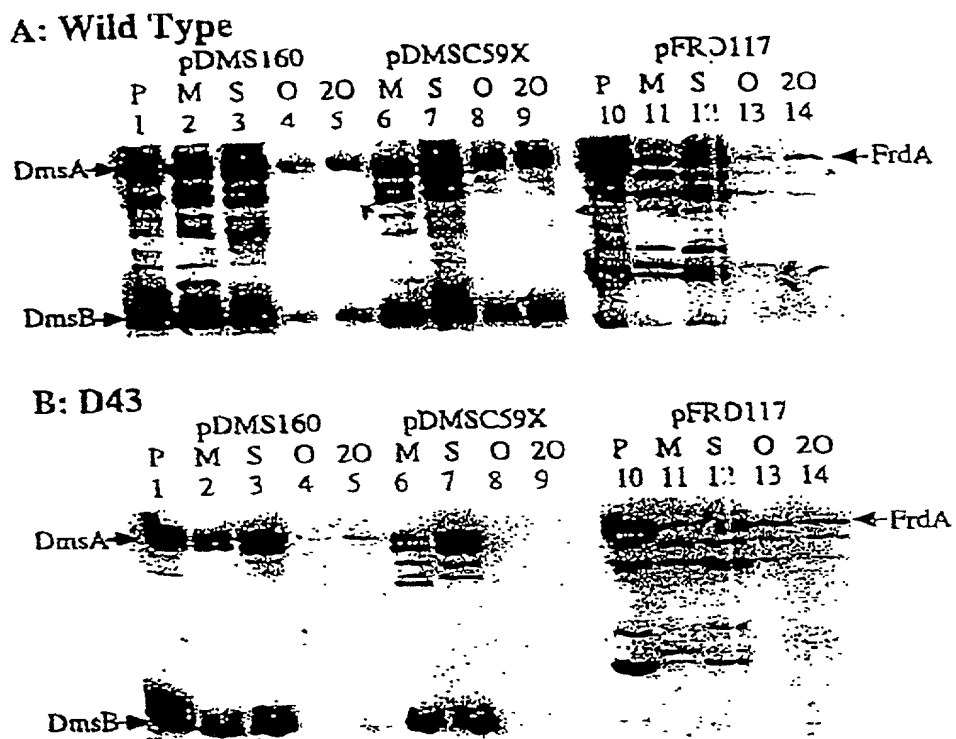 A: Wild Type
pDMS160 pDMSC59X pFRD117
P M S O 2O M S O 2O P M S O 2O
1 2 3 4 5 6 7 8 9 10 11 12 13 14
DmsA FrdA
DmsB
B: D43
pDMS160 pDMSC59X pFRD117
P M S O 2O M S O 2O P M S O 2O
1 2 3 4 5 6 7 8 9 10 11 12 13 14
DmsA FrdA
DmsB